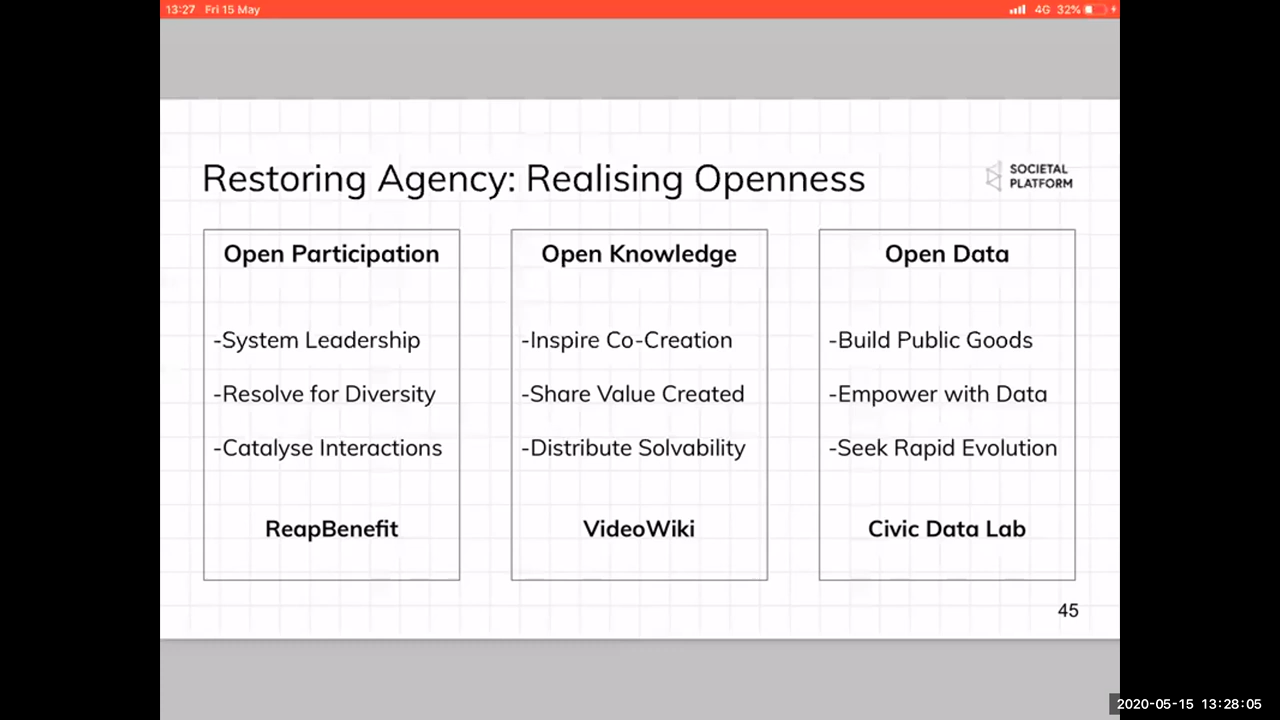 13:27 Fri 15 May
4G 32%
Restoring Agency: Realising Openness
SOCIETAL
PLATFORM
Open Participation
-System Leadership
-Resolve for Diversity
-Catalyse Interactions
ReapBenefit
Open Knowledge
-Inspire Co-Creation
-Share Value Created
-Distribute Solvability
VideoWiki
Open Data
-Build Public Goods
-Empower with Data
-Seek Rapid Evolution
Civic Data Lab
45
2020-05-15 13:28:05